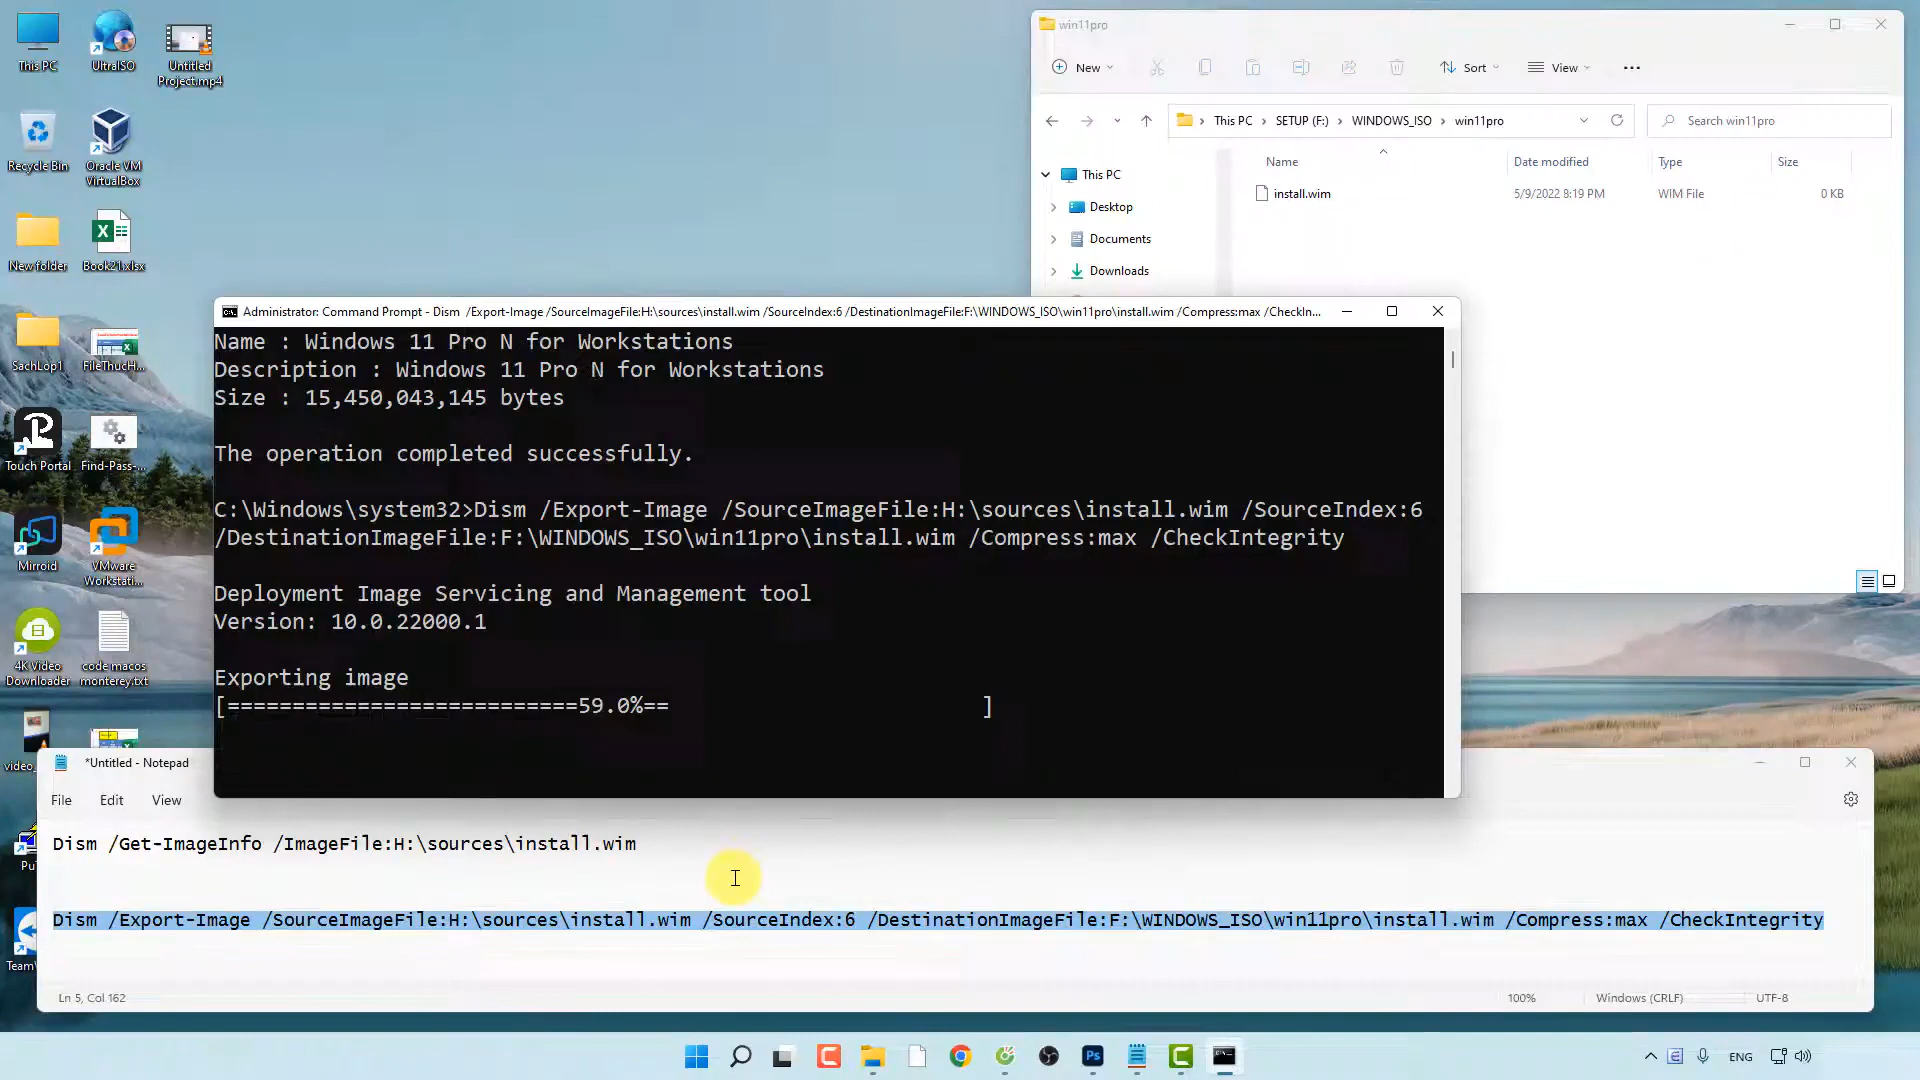 This PC
UltraISO
Untitled
Project.mp4
Recycle Bin
Oracle VM
VirtualBox
New folder
Book21.xlsx
SachLop1
FileThucH...
Touch Portal
Find-Pass-...
Mirroid
VMware
Workstati...
4K Video
Downloader
code macos
monterey.txt
video_
Pu
TeamV
win11pro
New
Sort
View
This PC
SETUP (F:)
WINDOWS_ISO
win11pro
Search win11pro
Name
Date modified
Type
Size
This PC
install.wim
5/9/2022 8:19 PM
WIM File
0 KB
Desktop
Documents
Downloads
Administrator: Command Prompt - Dism /Export-Image /SourceImageFile:H:\sources\install.wim /SourceIndex:6 /DestinationImageFile:F:\WINDOWS_ISO\win11pro\install.wim /Compress:max /CheckIn...
Name : Windows 11 Pro N for Workstations
Description : Windows 11 Pro N for Workstations
Size : 15,450,043,145 bytes
The operation completed successfully.
C:\Windows\system32>Dism /Export-Image /SourceImageFile:H:\sources\install.wim /SourceIndex:6
/DestinationImageFile:F:\WINDOWS_ISO\win11pro\install.wim /Compress:max /CheckIntegrity
Deployment Image Servicing and Management tool
Version: 10.0.22000.1
Exporting image
[===========================59.0%==                        ]
*Untitled - Notepad
File
Edit
View
Dism /Get-ImageInfo /ImageFile:H:\sources\install.wim
Dism /Export-Image /SourceImageFile:H:\sources\install.wim /SourceIndex:6 /DestinationImageFile:F:\WINDOWS_ISO\win11pro\install.wim /Compress:max /CheckIntegrity
Ln 5, Col 162
100%
Windows (CRLF)
UTF-8
Ps
ENG